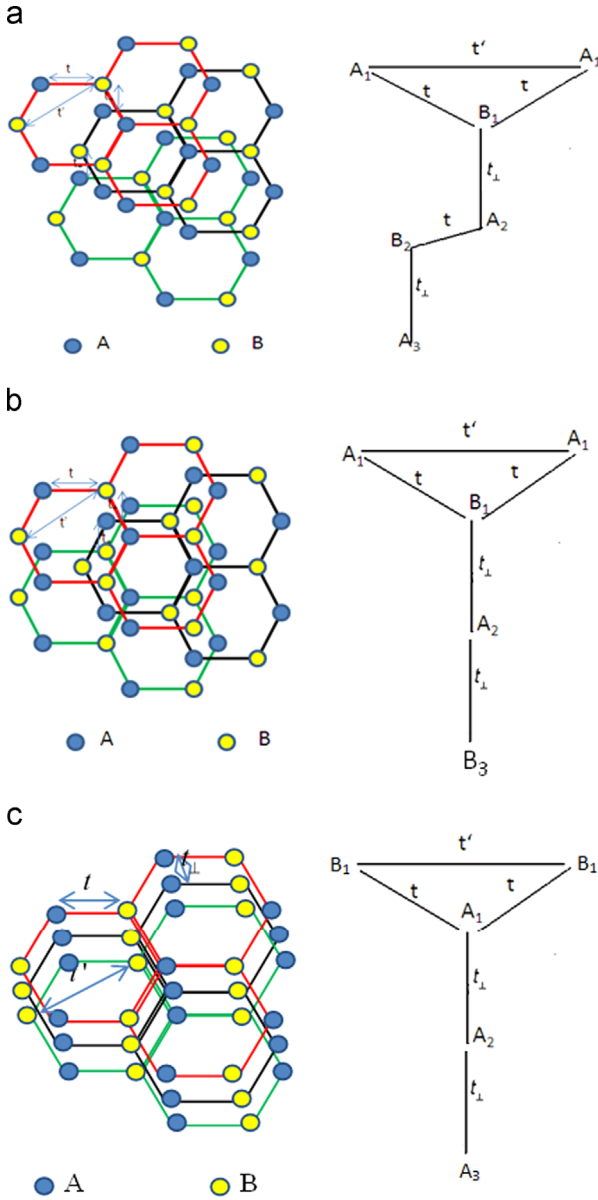 a
t
t'
t
A₁ t‘ A₁
t t
B₁
t⊥
t A₂
B₂
t⊥
A₃
A B
b
t
t'
t
A₁ t‘ A₁
t t
B₁
t⊥
A₂
t⊥
B₃
A B
c
t
t⊥
t'
B₁ t‘ B₁
t t
A₁
t⊥
A₂
t⊥
A₃
A B